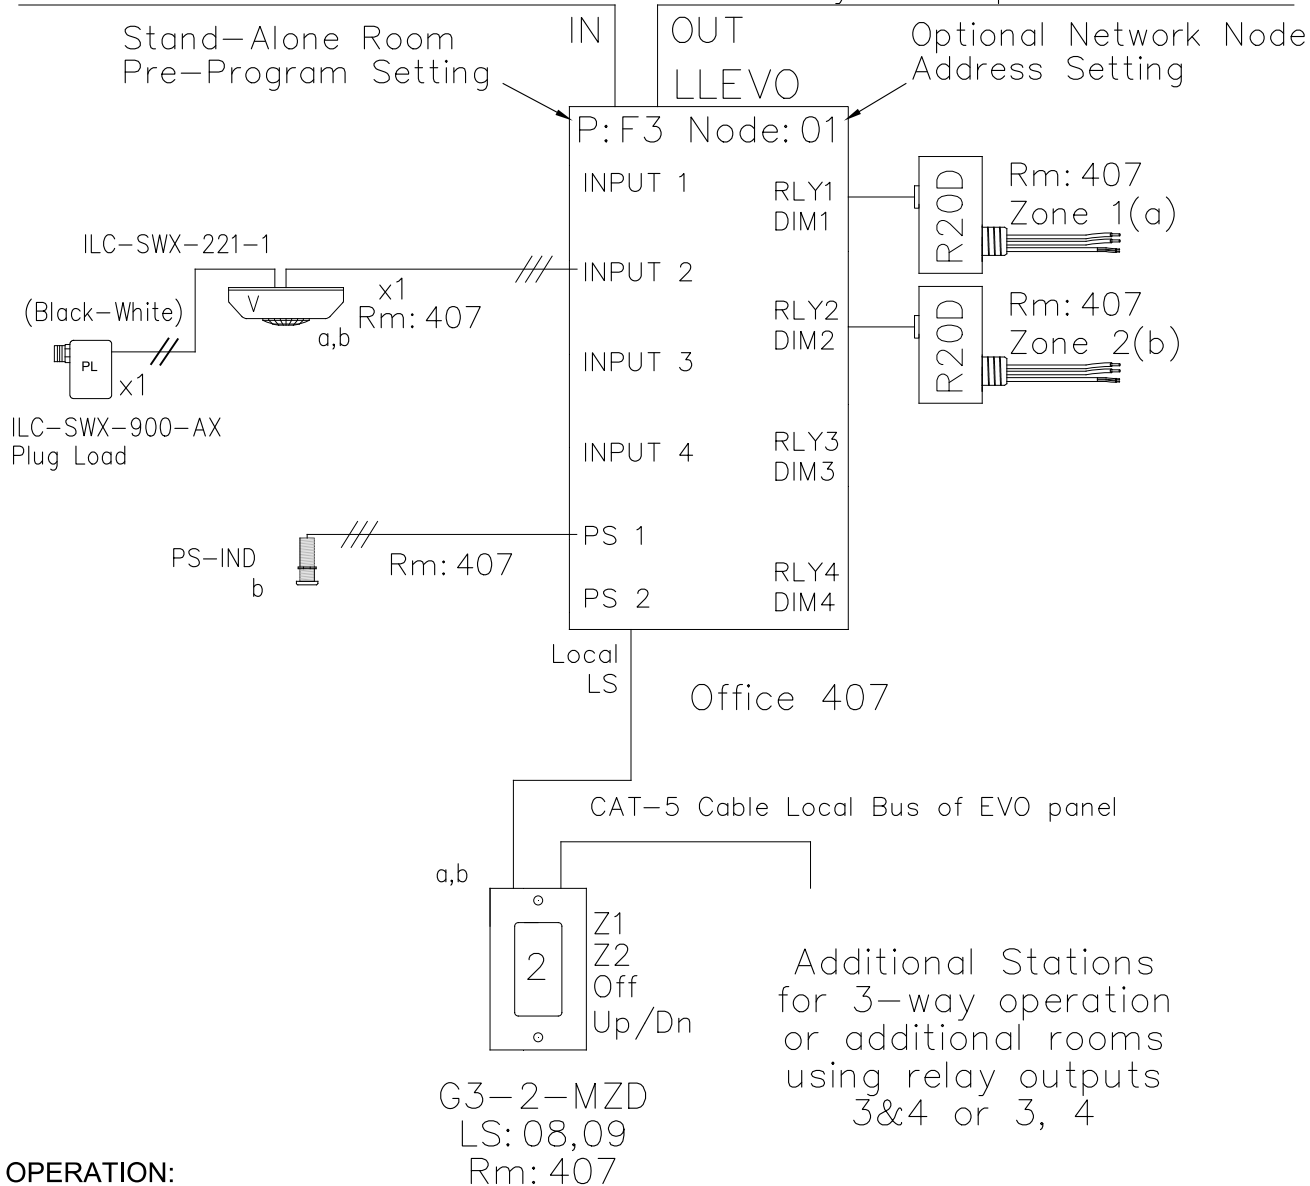 Stand-Alone Room
Pre-Program Setting
IN
OUT
LLEVO
Optional Network Node
Address Setting
P:F3 Node:01
INPUT 1
INPUT 2
INPUT 3
INPUT 4
PS 1
PS 2
RLY1
DIM1
RLY2
DIM2
RLY3
DIM3
RLY4
DIM4
R20D
Rm:407
Zone 1(a)
R20D
Rm:407
Zone 2(b)
ILC-SWX-221-1
V
x1
Rm:407
a,b
(Black-White)
PL
x1
ILC-SWX-900-AX
Plug Load
PS-IND
b
Rm:407
Local
LS
Office 407
CAT-5 Cable Local Bus of EVO panel
a,b
2
Z1
Z2
Off
Up/Dn
G3-2-MZD
LS:08,09
Rm:407
Additional Stations
for 3-way operation
or additional rooms
using relay outputs
3&4 or 3, 4
OPERATION: